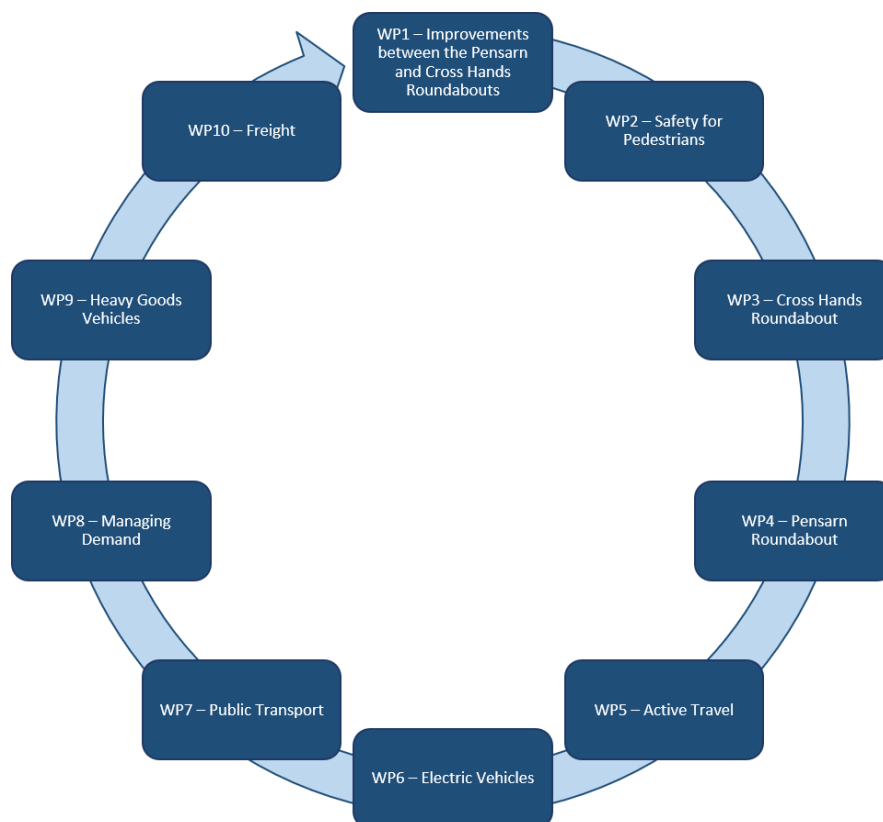 WP1 – Improvements
between the Pensarn
and Cross Hands
Roundabouts
WP2 – Safety for
Pedestrians
WP3 – Cross Hands
Roundabout
WP4 – Pensarn
Roundabout
WP5 – Active Travel
WP6 – Electric Vehicles
WP7 – Public Transport
WP8 – Managing
Demand
WP9 – Heavy Goods
Vehicles
WP10 – Freight